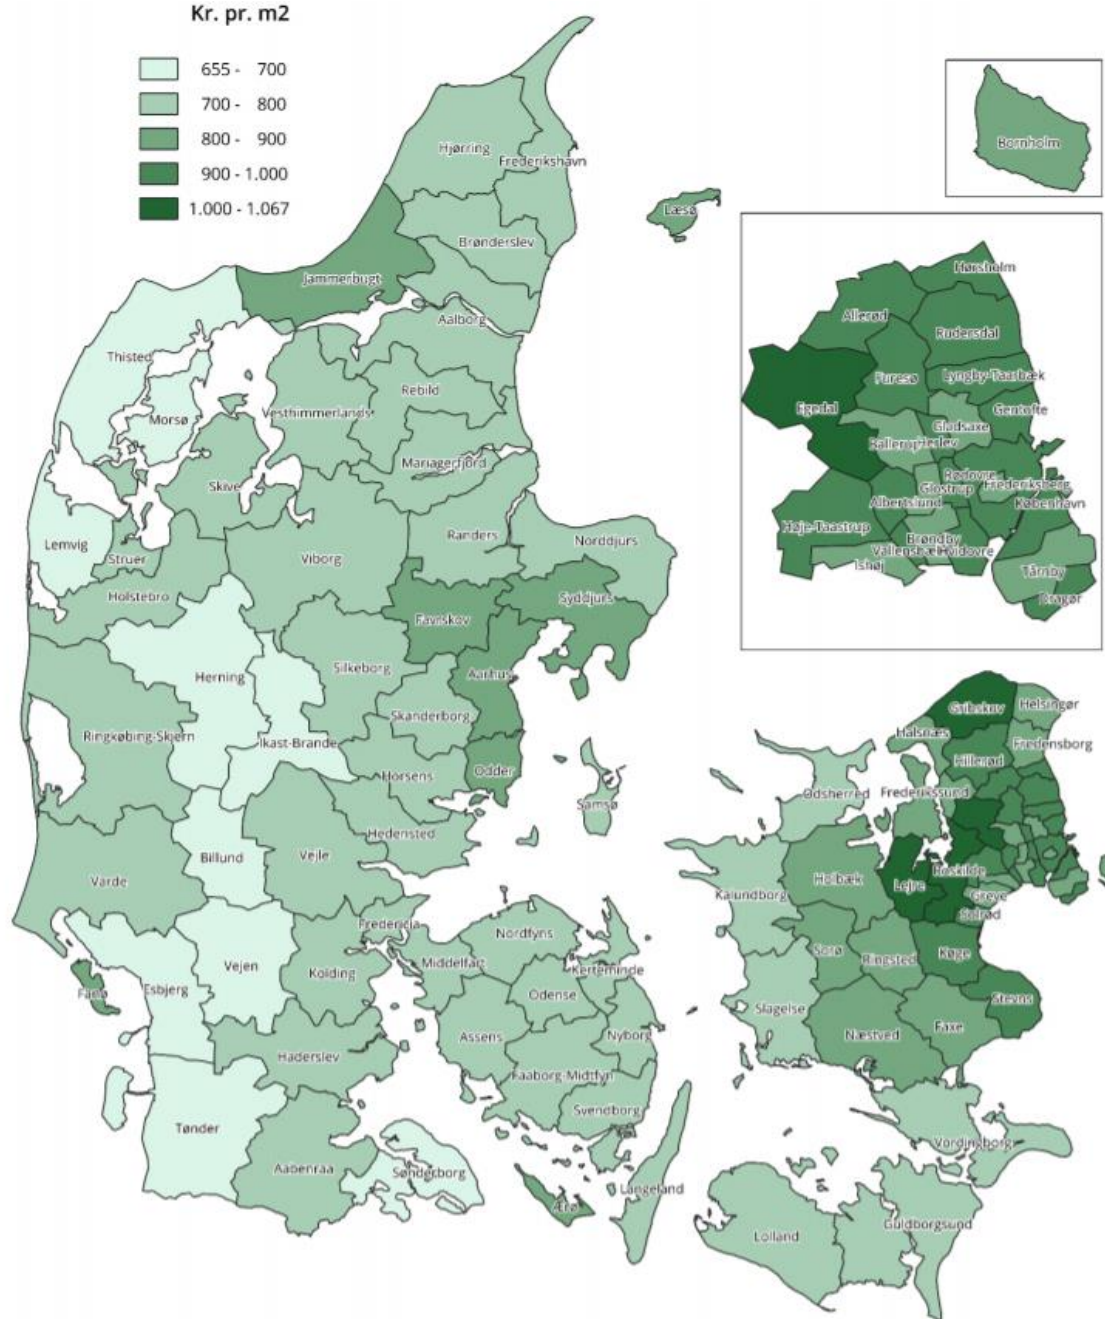 Kr. pr. m2
655 - 700
700 - 800
800 - 900
900 - 1.000
1.000 - 1.067
Hjørring
Frederikshavn
Bornholm
Læsø
Brønderslev
Jammerbugt
Aalborg
Thisted
Rebild
Morsø
Vesthimmerlands
Mariagerfjord
Skive
Randers
Norddjurs
Lemvig
Struer
Viborg
Holstebro
Favrskov
Syddjurs
Herning
Silkeborg
Aarhus
Ringkøbing-Skjern
Ikast-Brande
Skanderborg
Horsens
Odder
Samsø
Hedensted
Billund
Vejle
Varde
Fredericia
Vejen
Kolding
Esbjerg
Fanø
Haderslev
Tønder
Aabenraa
Sønderborg
Middelfart
Nordfyns
Kerteminde
Odense
Assens
Nyborg
Faaborg-Midtfyn
Svendborg
Langeland
Ærø
Hørsholm
Allerød
Rudersdal
Furesø
Lyngby-Taarbæk
Egedal
Gentofte
Gladsaxe
Ballerup
Herlev
Rødovre
Glostrup
Frederiksberg
Albertslund
København
Høje-Taastrup
Brøndby
Vallensbæk
Hvidovre
Ishøj
Tårnby
Dragør
Gribskov
Helsingør
Halsnæs
Fredensborg
Hillerød
Odsherred
Frederikssund
Holbæk
Lejre
Roskilde
Greve
Solrød
Kalundborg
Sorø
Ringsted
Køge
Slagelse
Stevns
Næstved
Faxe
Vordingborg
Lolland
Guldborgsund